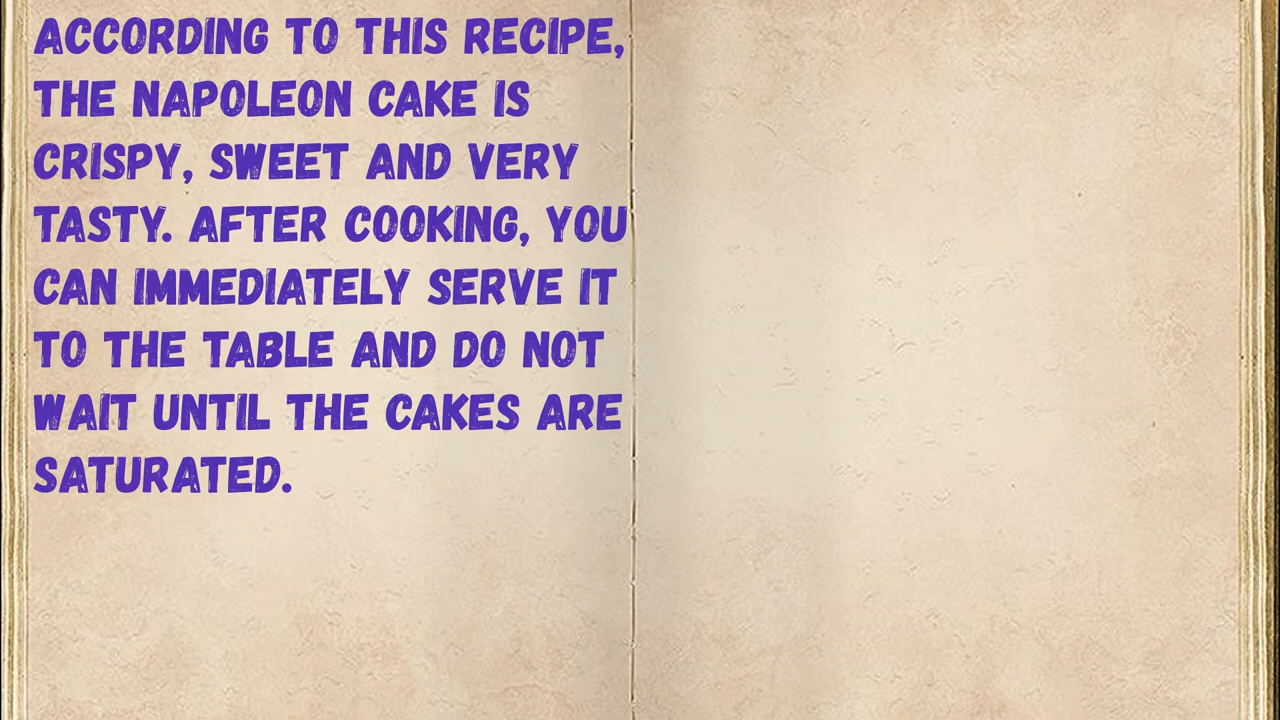 ACCORDING TO THIS RECIPE,
THE NAPOLEON CAKE IS
CRISPY, SWEET AND VERY
TASTY. AFTER COOKING, YOU
CAN IMMEDIATELY SERVE IT
TO THE TABLE AND DO NOT
WAIT UNTIL THE CAKES ARE
SATURATED.